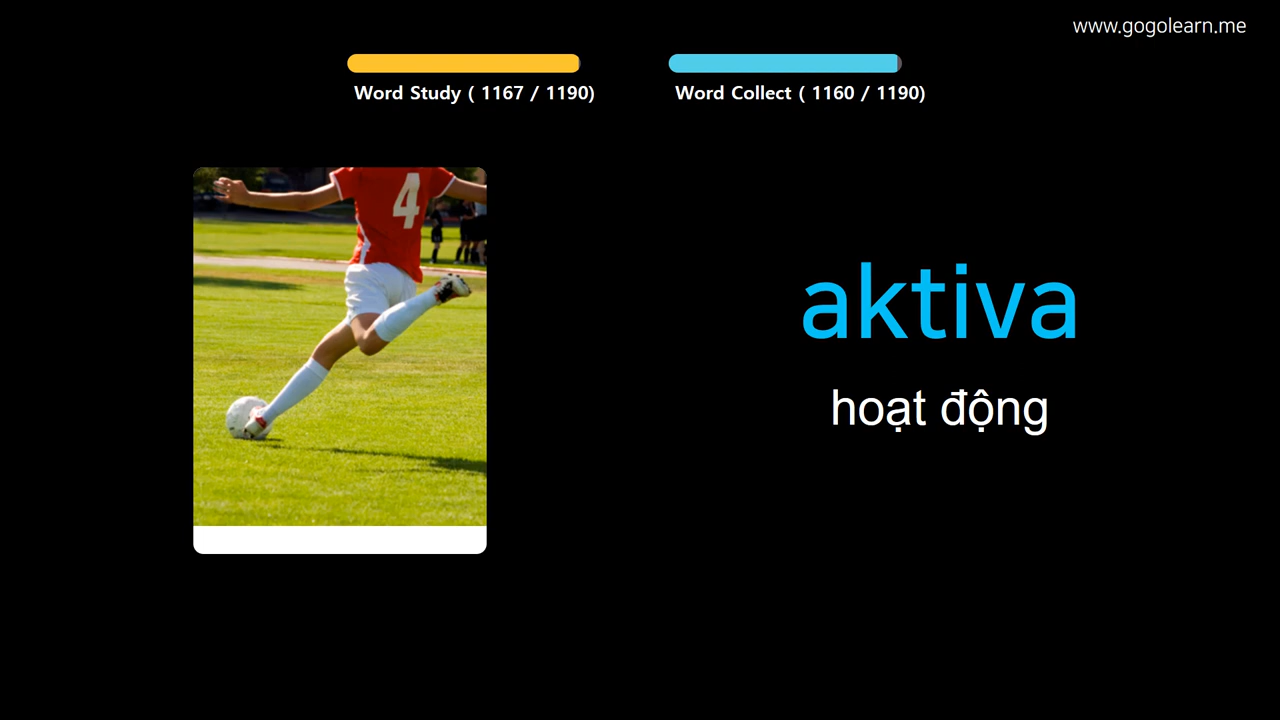 www.gogolearn.me
Word Study ( 1167 / 1190)
Word Collect ( 1160 / 1190)
4
aktiva
hoạt động